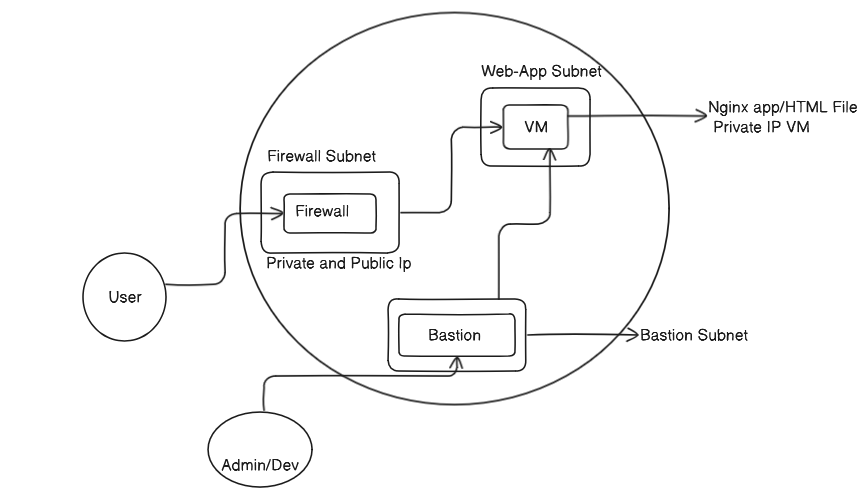 Web-App Subnet
VM
Nginx app/HTML File
Private IP VM
Firewall Subnet
Firewall
Private and Public Ip
User
Bastion
Bastion Subnet
Admin/Dev